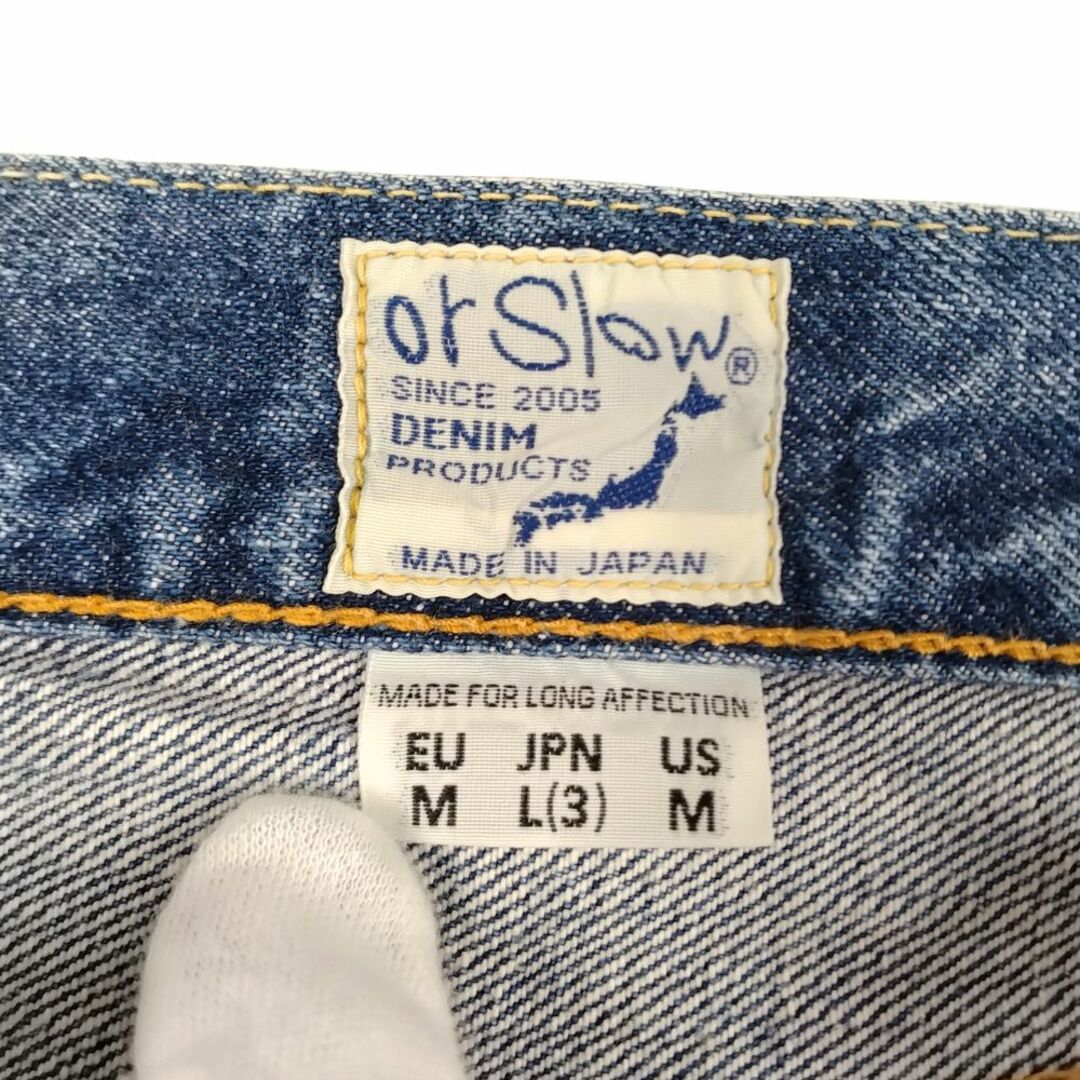 orSlow®
SINCE 2005
DENIM
PRODUCTS
MADE IN JAPAN
MADE FOR LONG AFFECTION
EU JPN US
M L(3) M